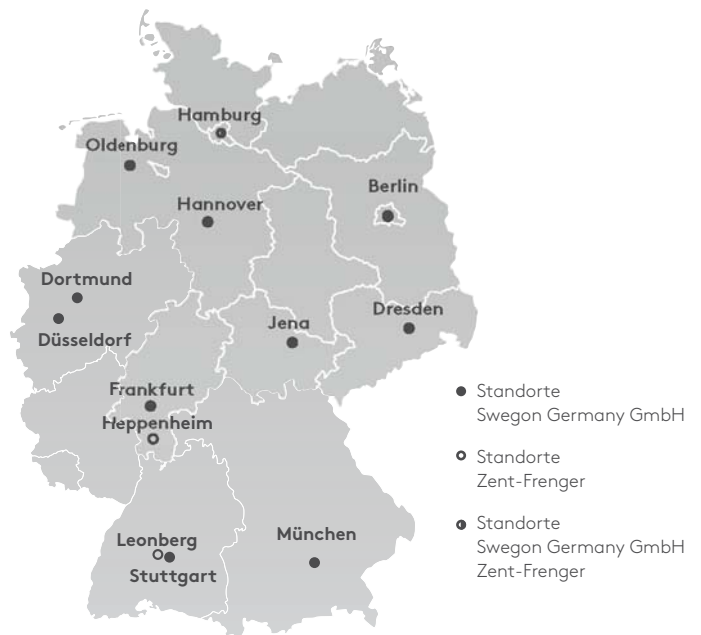 Hamburg
Oldenburg
Berlin
Hannover
Dortmund
Dresden
Jena
Düsseldorf
Frankfurt
Heppenheim
Leonberg
München
Stuttgart
Standorte
Swegon Germany GmbH
Standorte
Zent-Frenger
Standorte
Swegon Germany GmbH
Zent-Frenger